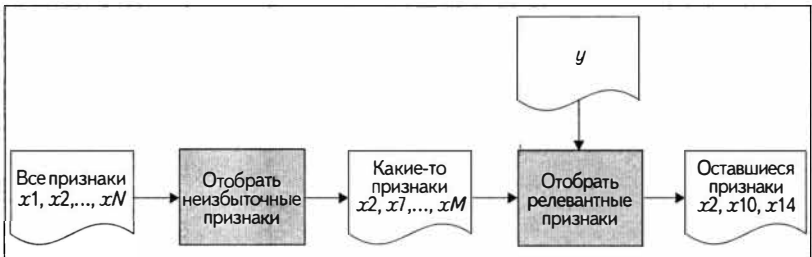 y
Все признаки
x1, x2,..., xN
Отобрать
неизбыточные
признаки
Какие-то
признаки
x2, x7,..., xM
Отобрать
релевантные
признаки
Оставшиеся
признаки
x2, x10, x14